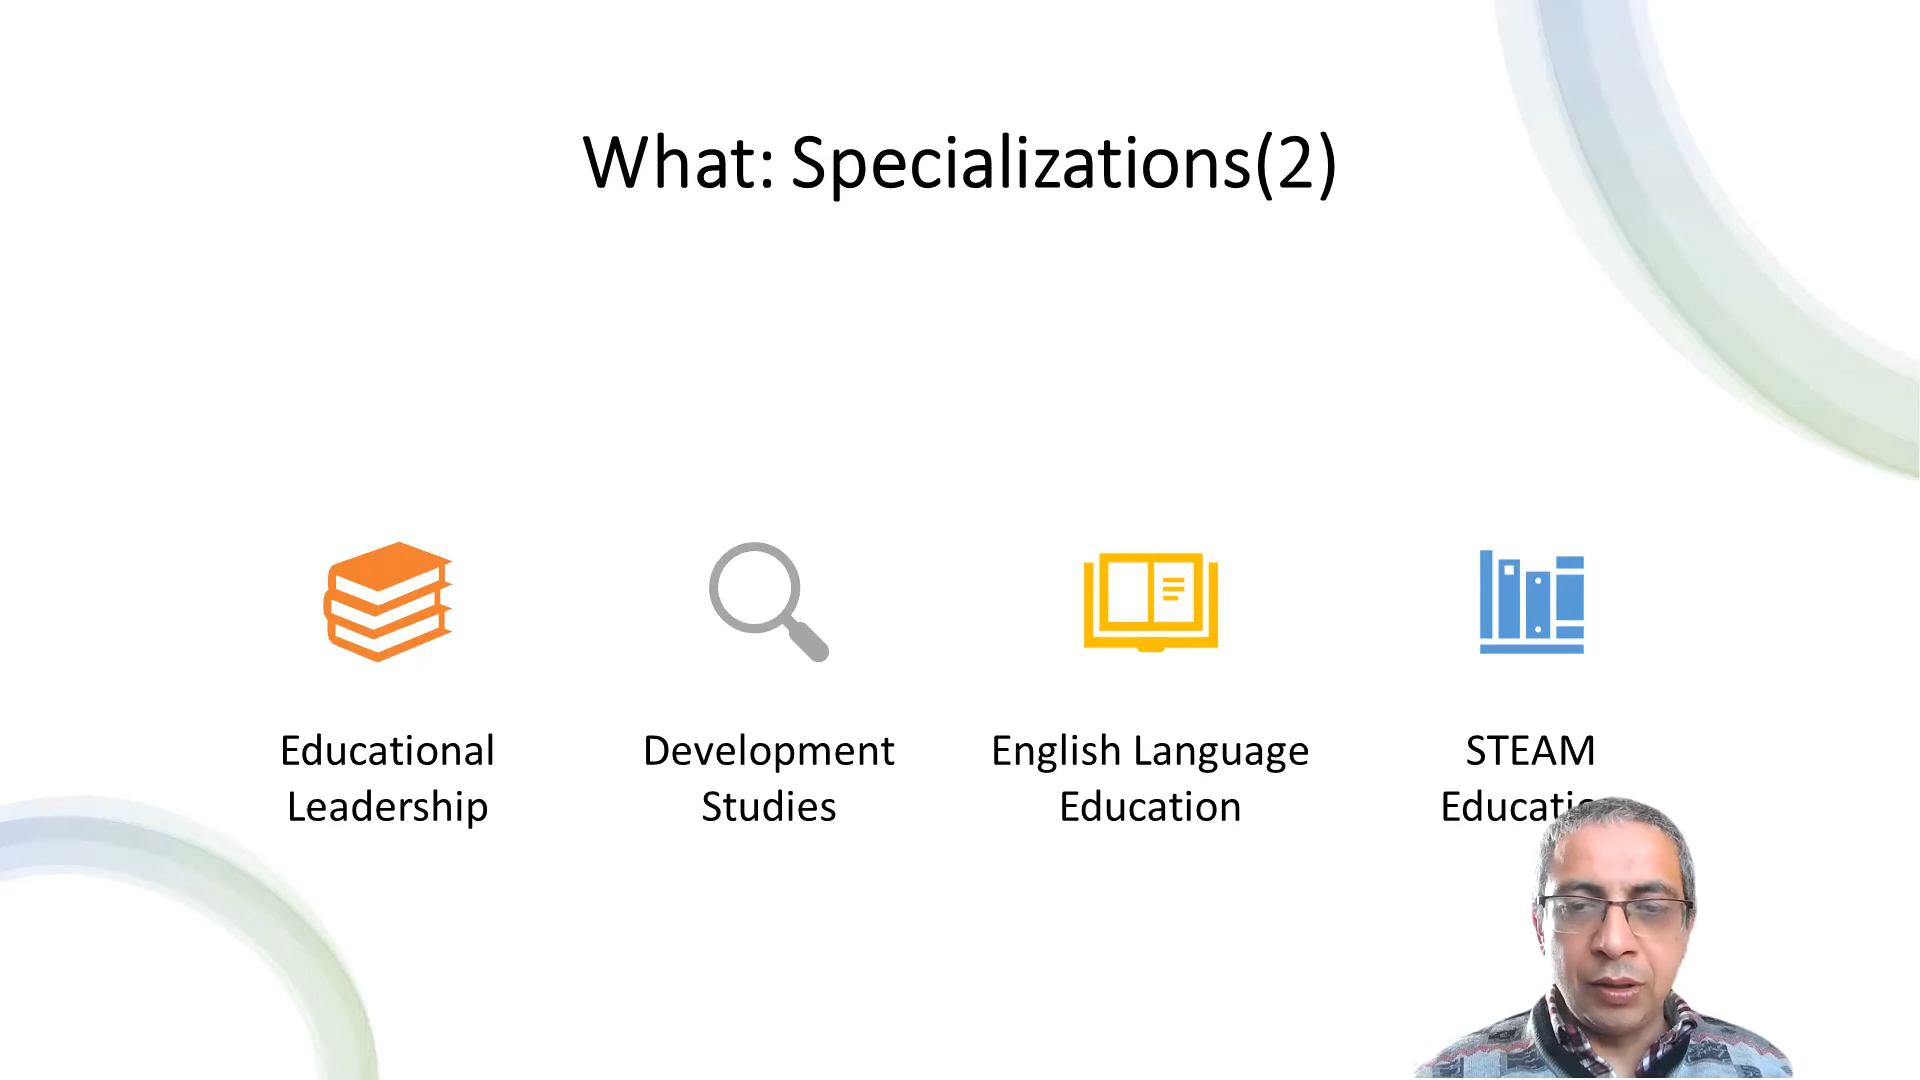 What: Specializations(2)
Educational
Leadership
Development
Studies
English Language
Education
STEAM